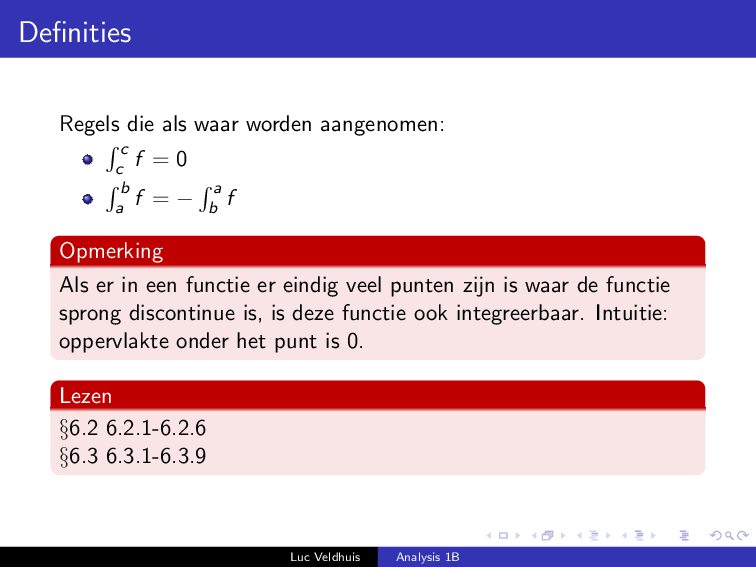 Definities
Regels die als waar worden aangenomen:
∫_c^c f = 0
∫_a^b f = − ∫_b^a f
Opmerking
Als er in een functie er eindig veel punten zijn is waar de functie
sprong discontinue is, is deze functie ook integreerbaar. Intuitie:
oppervlakte onder het punt is 0.
Lezen
§6.2 6.2.1-6.2.6
§6.3 6.3.1-6.3.9
Luc Veldhuis Analysis 1B